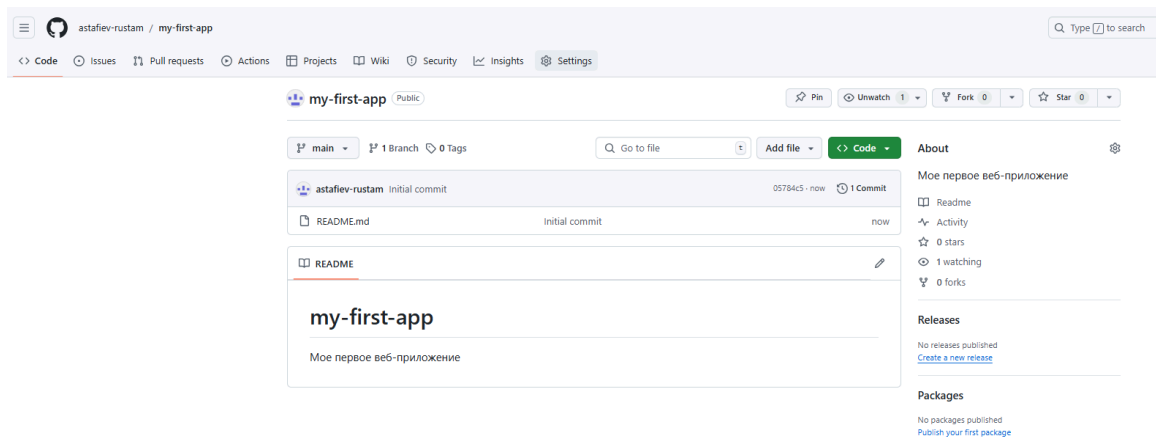 astafiev-rustam / my-first-app
Type / to search
Code Issues Pull requests Actions Projects Wiki Security Insights Settings
my-first-app Public
Pin Unwatch 1 Fork 0 Star 0
main 1 Branch 0 Tags
Go to file t Add file Code
About
astafiev-rustam Initial commit 05784c5 · now 1 Commit
Мое первое веб-приложение
README.md Initial commit now
Readme
Activity
0 stars
1 watching
0 forks
README
my-first-app
Мое первое веб-приложение
Releases
No releases published
Create a new release
Packages
No packages published
Publish your first package